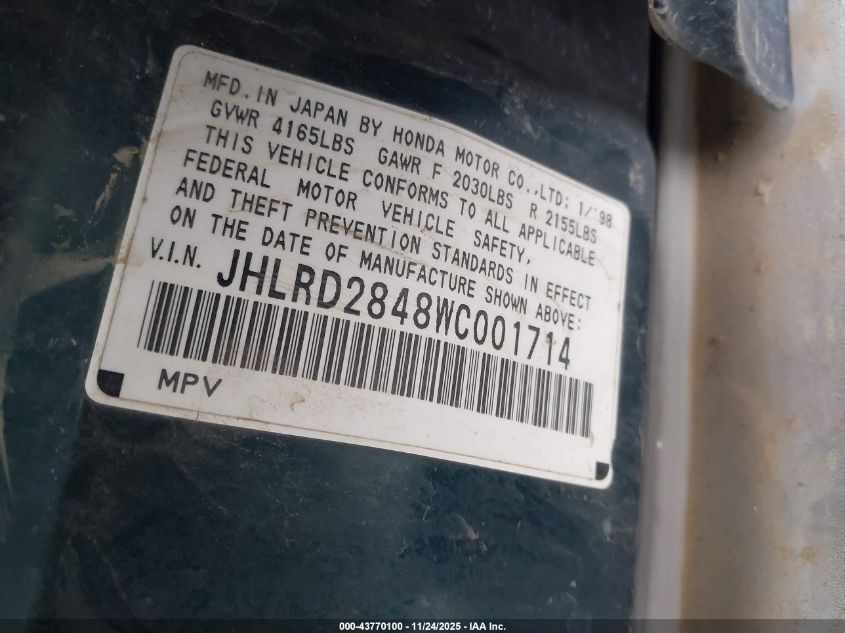 MFD. IN JAPAN BY HONDA MOTOR CO.,LTD; 1/'98
GVWR 4165LBS GAWR F 2030LBS R 2155LBS
THIS VEHICLE CONFORMS TO ALL APPLICABLE
FEDERAL MOTOR VEHICLE SAFETY,
AND THEFT PREVENTION STANDARDS IN EFFECT
ON THE DATE OF MANUFACTURE SHOWN ABOVE:
V.I.N. JHLRD2848WC001714
MPV
000-43770100 - 11/24/2025 - IAA Inc.